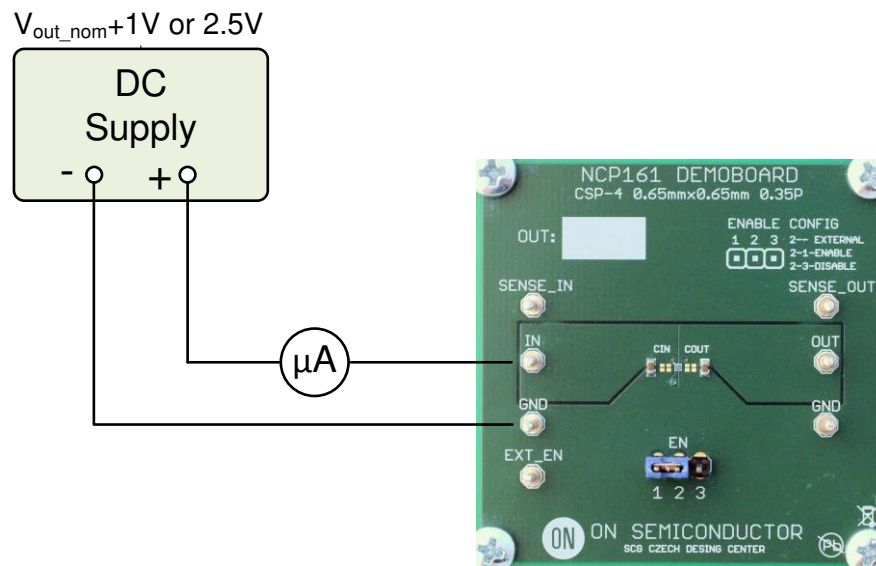 Vout_nom+1V or 2.5V
DC
Supply
- +
μA
NCP161 DEMOBOARD
CSP-4 0.65mm×0.65mm 0.35P
OUT:
ENABLE CONFIG
1 2 3
2-- EXTERNAL
2-1-ENABLE
2-3-DISABLE
SENSE_IN
SENSE_OUT
IN
CIN
COUT
OUT
GND
GND
EXT_EN
EN
1 2 3
ON
ON SEMICONDUCTOR
SCG CZECH DESING CENTER
Pb